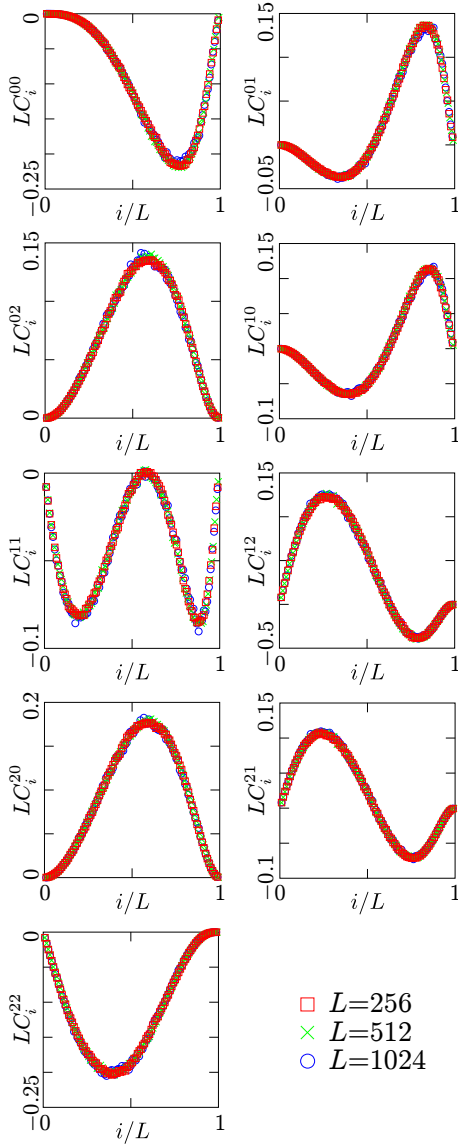 0
0.15
LC_i^{00}
LC_i^{01}
−0.25
−0.05
0
i/L
1
0
i/L
1
0.15
0.15
LC_i^{02}
LC_i^{10}
0
−0.1
0
i/L
1
0
i/L
1
0
0.15
LC_i^{11}
LC_i^{12}
−0.1
−0.5
0
i/L
1
0
i/L
1
0.2
0.15
LC_i^{20}
LC_i^{21}
0
−0.1
0
i/L
1
0
i/L
1
0
LC_i^{22}
−0.25
0
i/L
1
L=256
L=512
L=1024